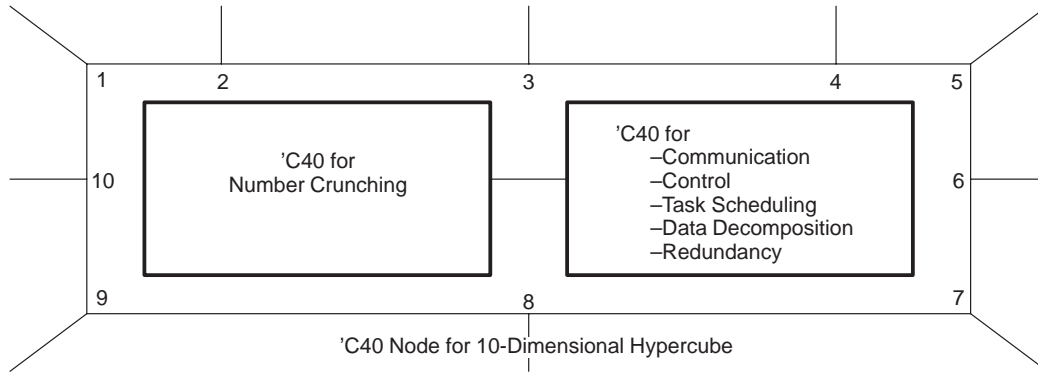 1
2
3
4
5
’C40 for
Number Crunching
’C40 for
–Communication
–Control
–Task Scheduling
–Data Decomposition
–Redundancy
10
6
9
8
7
’C40 Node for 10-Dimensional Hypercube